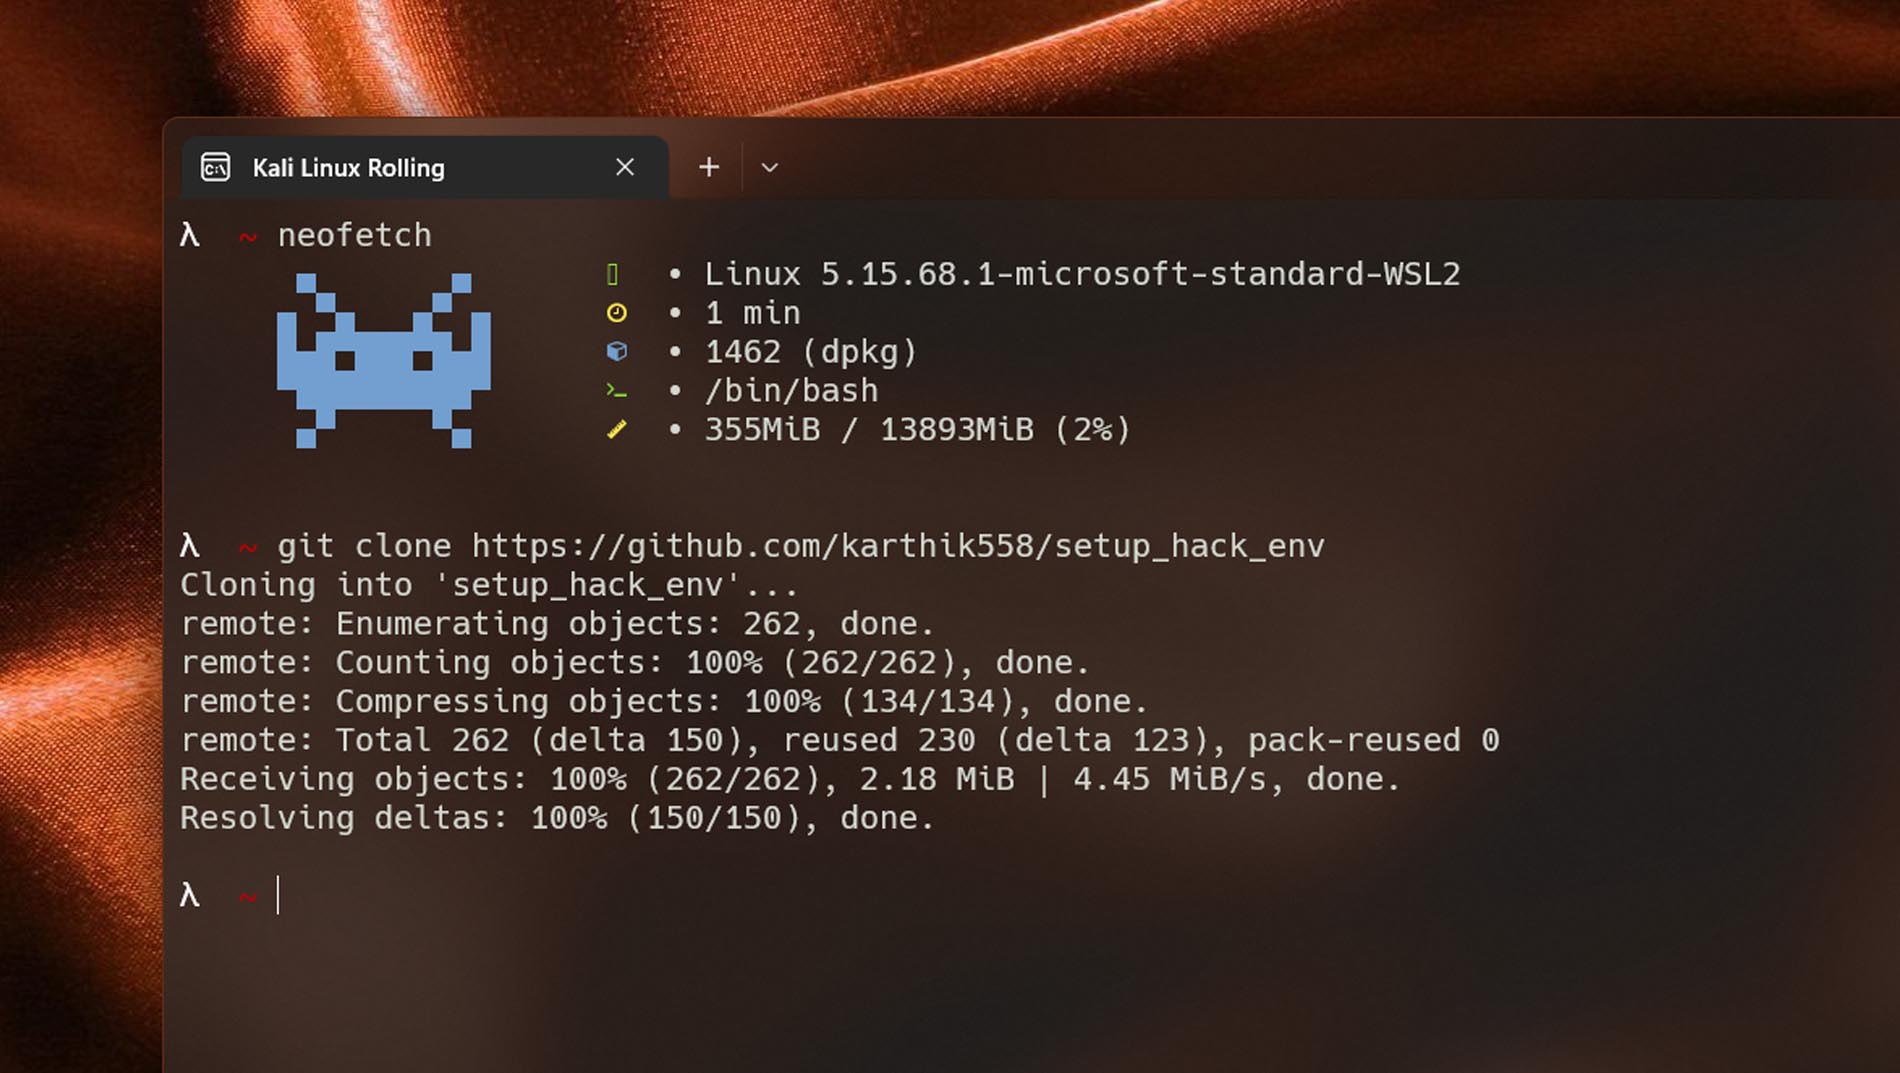 Kali Linux Rolling
λ ~ neofetch
• Linux 5.15.68.1-microsoft-standard-WSL2
• 1 min
• 1462 (dpkg)
• /bin/bash
• 355MiB / 13893MiB (2%)
λ ~ git clone https://github.com/karthik558/setup_hack_env
Cloning into 'setup_hack_env'...
remote: Enumerating objects: 262, done.
remote: Counting objects: 100% (262/262), done.
remote: Compressing objects: 100% (134/134), done.
remote: Total 262 (delta 150), reused 230 (delta 123), pack-reused 0
Receiving objects: 100% (262/262), 2.18 MiB | 4.45 MiB/s, done.
Resolving deltas: 100% (150/150), done.
λ ~